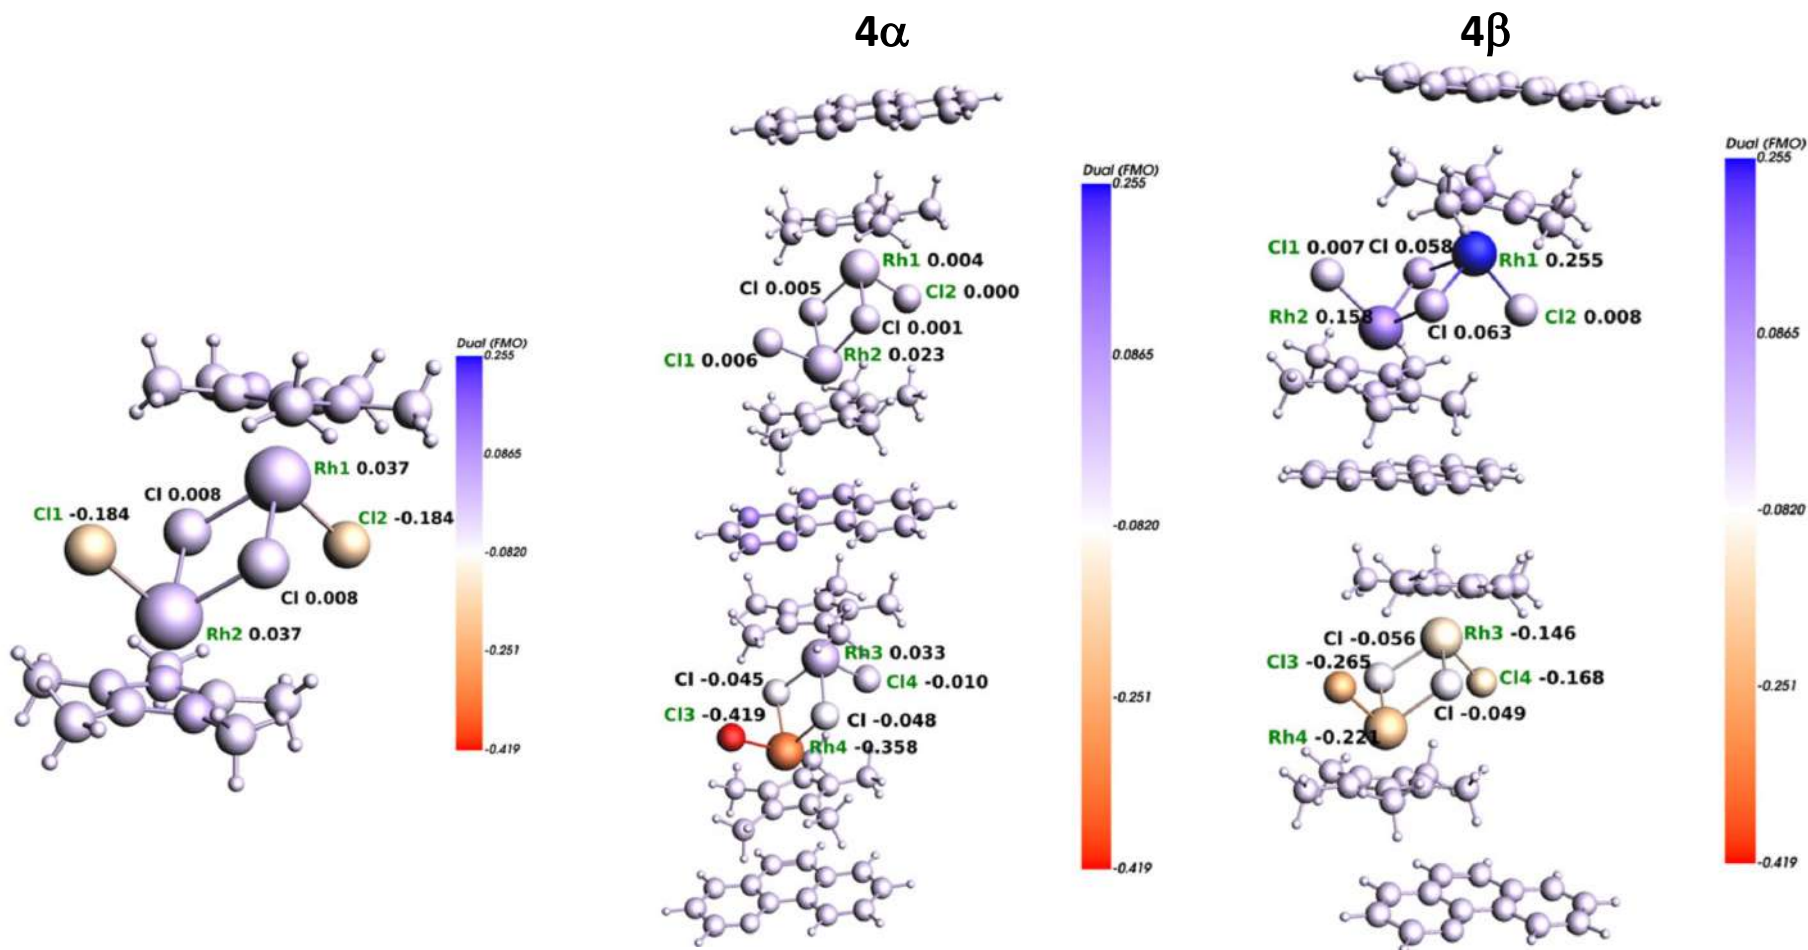 4α
4β
Dual (FMO)
0.255
0.0865
-0.0820
-0.251
-0.419
Rh1 0.037
Cl 0.008
Cl1 -0.184
Cl2 -0.184
Cl 0.008
Rh2 0.037
Dual (FMO)
0.255
0.0865
-0.0820
-0.251
-0.419
Rh1 0.004
Cl 0.005
Cl2 0.000
Cl 0.001
Cl1 0.006
Rh2 0.023
Rh3 0.033
Cl -0.045
Cl4 -0.010
Cl3 -0.419
Cl -0.048
Rh4 -0.358
Dual (FMO)
0.255
0.0865
-0.0820
-0.251
-0.419
Cl1 0.007
Cl 0.058
Rh1 0.255
Rh2 0.158
Cl 0.063
Cl2 0.008
Cl -0.056
Rh3 -0.146
Cl3 -0.265
Cl4 -0.168
Cl -0.049
Rh4 -0.221